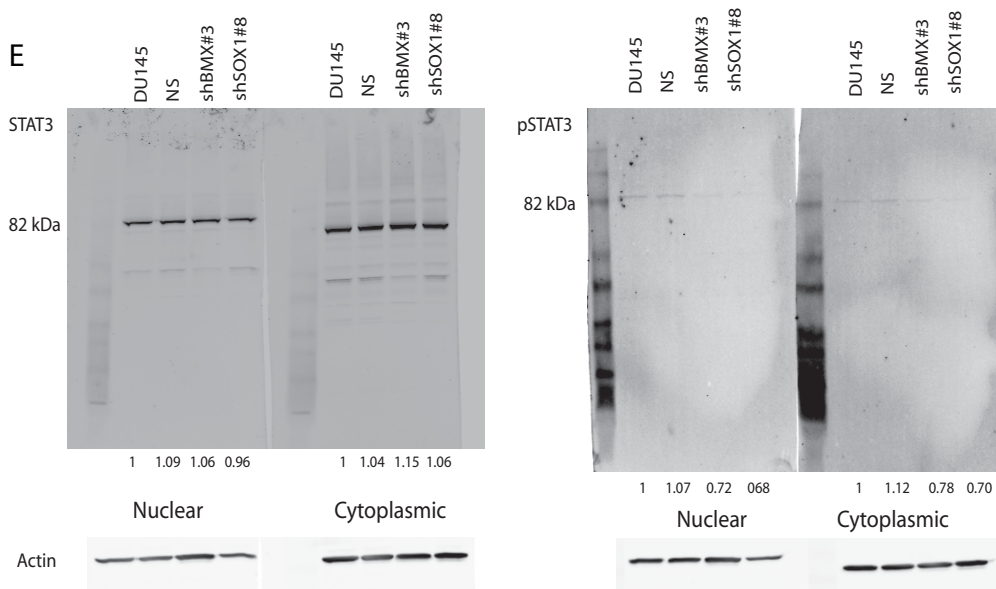 E
DU145 NS shBMX#3 shSOX1#8 DU145 NS shBMX#3 shSOX1#8
STAT3
82 kDa
1 1.09 1.06 0.96 1 1.04 1.15 1.06
Nuclear Cytoplasmic
Actin
DU145 NS shBMX#3 shSOX1#8 DU145 NS shBMX#3 shSOX1#8
pSTAT3
82 kDa
1 1.07 0.72 068 1 1.12 0.78 0.70
Nuclear Cytoplasmic